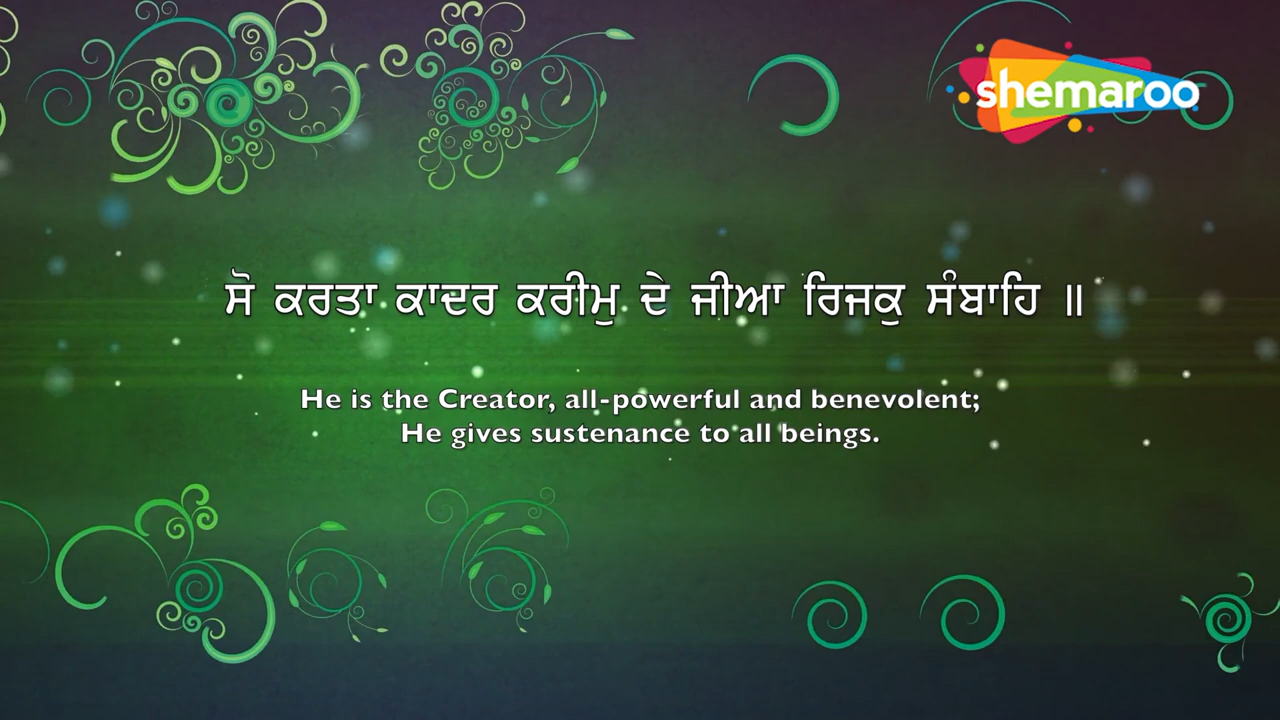 shemaroo
ਸੋ ਕਰਤਾ ਕਾਦਰ ਕਰੀਮੁ ਦੇ ਜੀਆ ਰਿਜਕੁ ਸੰਬਾਹਿ ॥
He is the Creator, all-powerful and benevolent;
He gives sustenance to all beings.